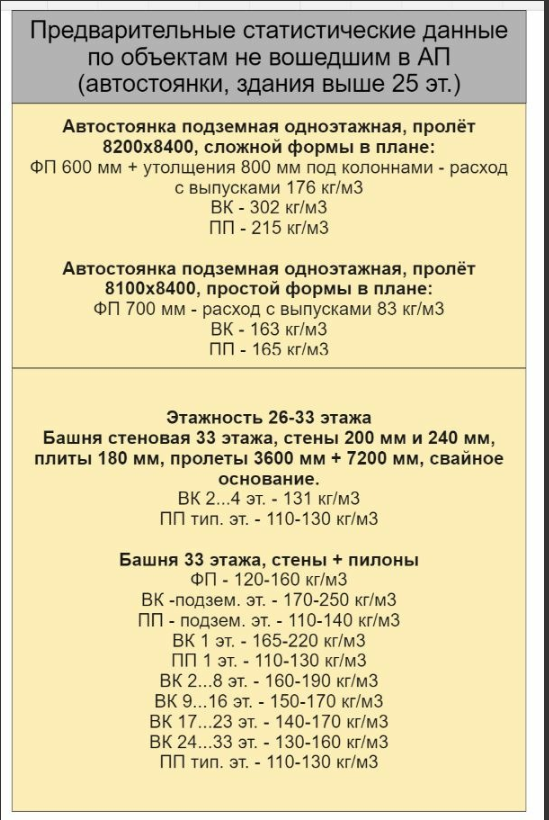 Предварительные статистические данные
по объектам не вошедшим в АП
(автостоянки, здания выше 25 эт.)
Автостоянка подземная одноэтажная, пролёт
8200х8400, сложной формы в плане:
ФП 600 мм + утолщения 800 мм под колоннами - расход
с выпусками 176 кг/м3
ВК - 302 кг/м3
ПП - 215 кг/м3
Автостоянка подземная одноэтажная, пролёт
8100х8400, простой формы в плане:
ФП 700 мм - расход с выпусками 83 кг/м3
ВК - 163 кг/м3
ПП - 165 кг/м3
Этажность 26-33 этажа
Башня стеновая 33 этажа, стены 200 мм и 240 мм,
плиты 180 мм, пролеты 3600 мм + 7200 мм, свайное
основание.
ВК 2...4 эт. - 131 кг/м3
ПП тип. эт. - 110-130 кг/м3
Башня 33 этажа, стены + пилоны
ФП - 120-160 кг/м3
ВК -подзем. эт. - 170-250 кг/м3
ПП - подзем. эт. - 110-140 кг/м3
ВК 1 эт. - 165-220 кг/м3
ПП 1 эт. - 110-130 кг/м3
ВК 2...8 эт. - 160-190 кг/м3
ВК 9...16 эт. - 150-170 кг/м3
ВК 17...23 эт. - 140-170 кг/м3
ВК 24...33 эт. - 130-160 кг/м3
ПП тип. эт. - 110-130 кг/м3